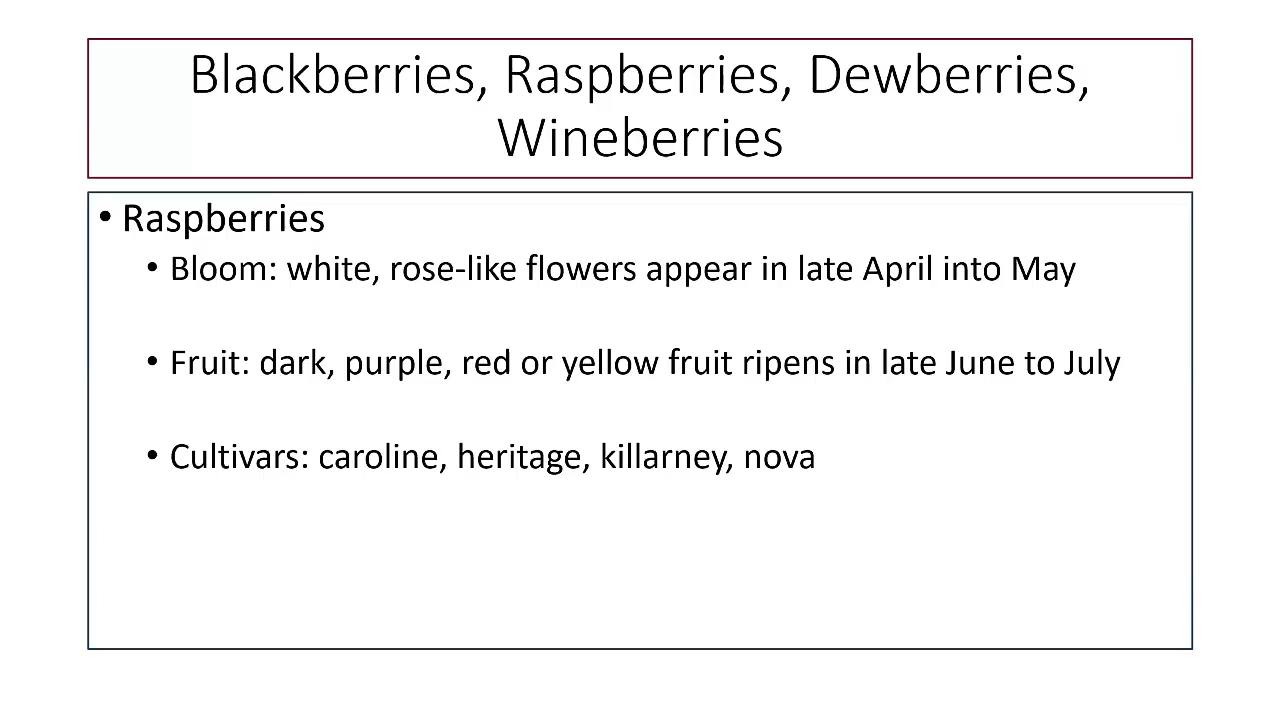 Blackberries, Raspberries, Dewberries,
Wineberries
• Raspberries
• Bloom: white, rose-like flowers appear in late April into May
• Fruit: dark, purple, red or yellow fruit ripens in late June to July
• Cultivars: caroline, heritage, killarney, nova